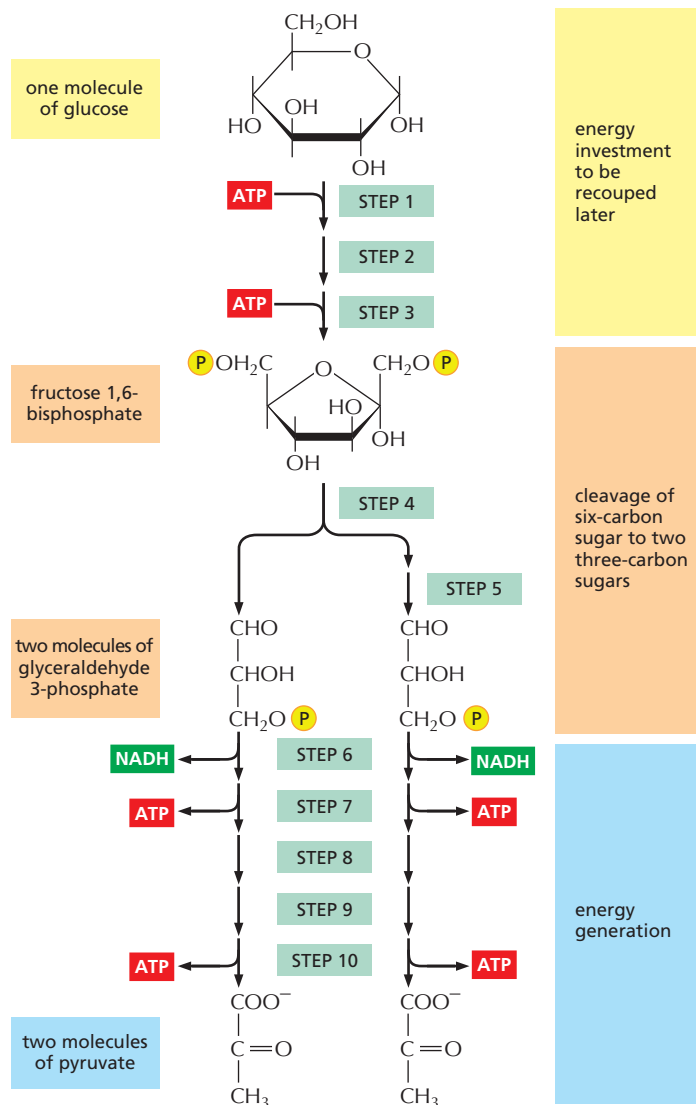 CH₂OH
O
one molecule
of glucose
OH
HO
OH
OH
energy
investment
to be
recouped
later
ATP
STEP 1
STEP 2
ATP
STEP 3
P OH₂C
O
CH₂O P
fructose 1,6-
bisphosphate
HO
OH
OH
STEP 4
cleavage of
six-carbon
sugar to two
three-carbon
sugars
STEP 5
two molecules of
glyceraldehyde
3-phosphate
CHO
CHOH
CH₂O P
CHO
CHOH
CH₂O P
NADH
STEP 6
NADH
ATP
STEP 7
ATP
STEP 8
STEP 9
energy
generation
ATP
STEP 10
ATP
two molecules
of pyruvate
COO⁻
C=O
CH₃
COO⁻
C=O
CH₃